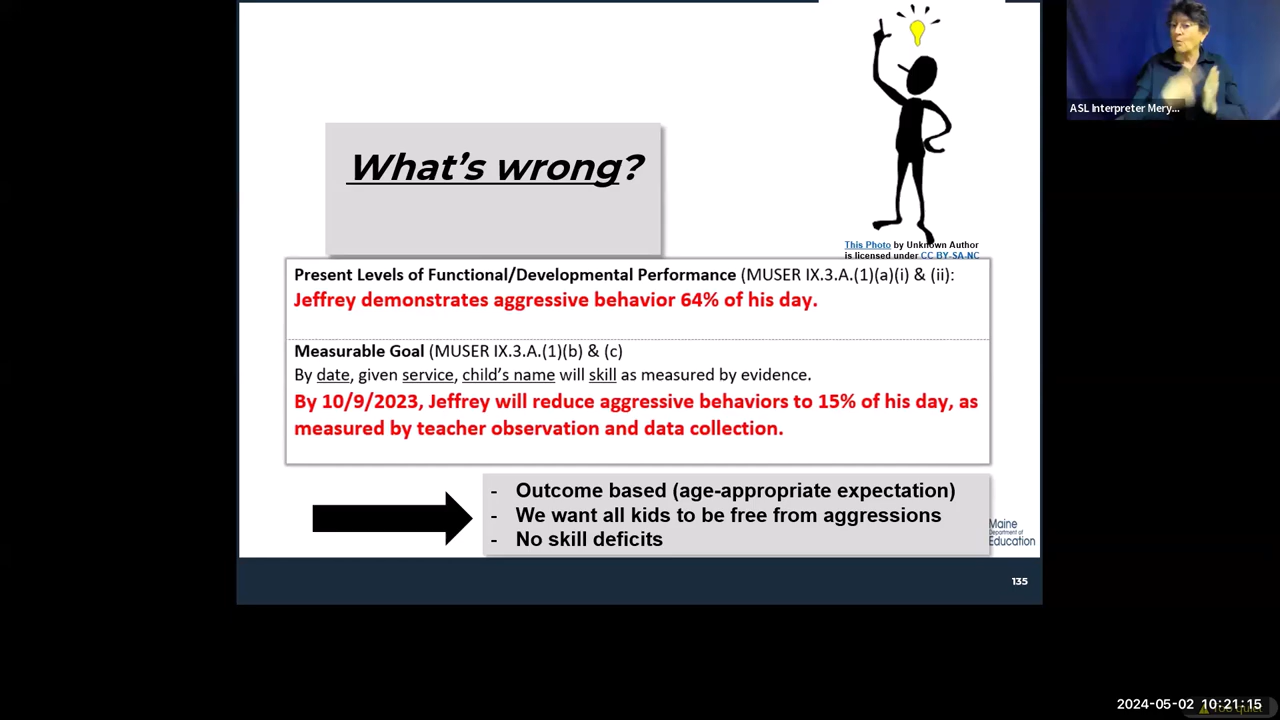 ASL Interpreter Mery...
What's wrong?
This Photo by Unknown Author
is licensed under CC BY-SA-NC
Present Levels of Functional/Developmental Performance (MUSER IX.3.A.(1)(a)(i) & (ii):
Jeffrey demonstrates aggressive behavior 64% of his day.
Measurable Goal (MUSER IX.3.A.(1)(b) & (c)
By date, given service, child's name will skill as measured by evidence.
By 10/9/2023, Jeffrey will reduce aggressive behaviors to 15% of his day, as
measured by teacher observation and data collection.
- Outcome based (age-appropriate expectation)
- We want all kids to be free from aggressions
- No skill deficits
Maine
Department of
Education
135
2024-05-02 10:21:15